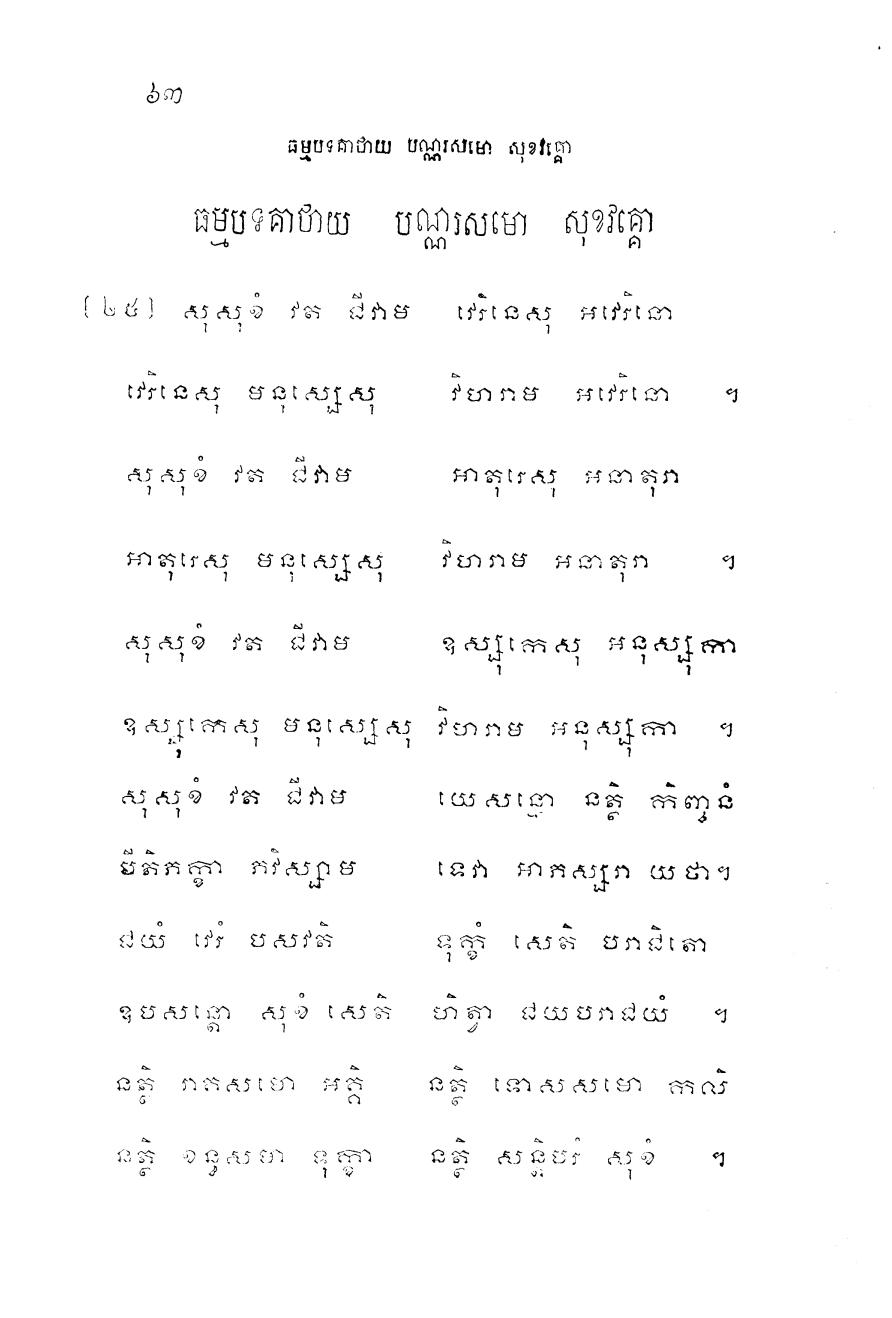 ៦៣
ធម្មបទគាថាយ បណ្ណរសមោ សុខវគ្គោ
ធម្មបទគាថាយ បណ្ណរសមោ សុខវគ្គោ
(២៥) សុសុខំ វត ជីវាម វេរិនេសុ អវេរិនោ
វេរិនេសុ មនុស្សេសុ វិហរាម អវេរិនោ ។
សុសុខំ វត ជីវាម អាតុរេសុ អនាតុរា
អាតុរេសុ មនុស្សេសុ វិហរាម អនាតុរា ។
សុសុខំ វត ជីវាម ឧស្សុកេសុ អនុស្សុកា
ឧស្សុកេសុ មនុស្សេសុ វិហរាម អនុស្សុកា ។
សុសុខំ វត ជីវាម យេសន្នោ នត្ថិ កិញ្ចនំ
បីតិភក្ខា ភវិស្សាម ទេវា អាភស្សរា យថា។
ជយំ វេរំ បសវតិ ទុក្ខំ សេតិ បរាជិតោ
ឧបសន្តោ សុខំ សេតិ ហិត្វា ជយបរាជយំ ។
នត្ថិ រាគសមោ អគ្គិ នត្ថិ ទោសសមោ កលិ
នត្ថិ ខន្ធសមា ទុក្ខា នត្ថិ សន្តិបរំ សុខំ ។